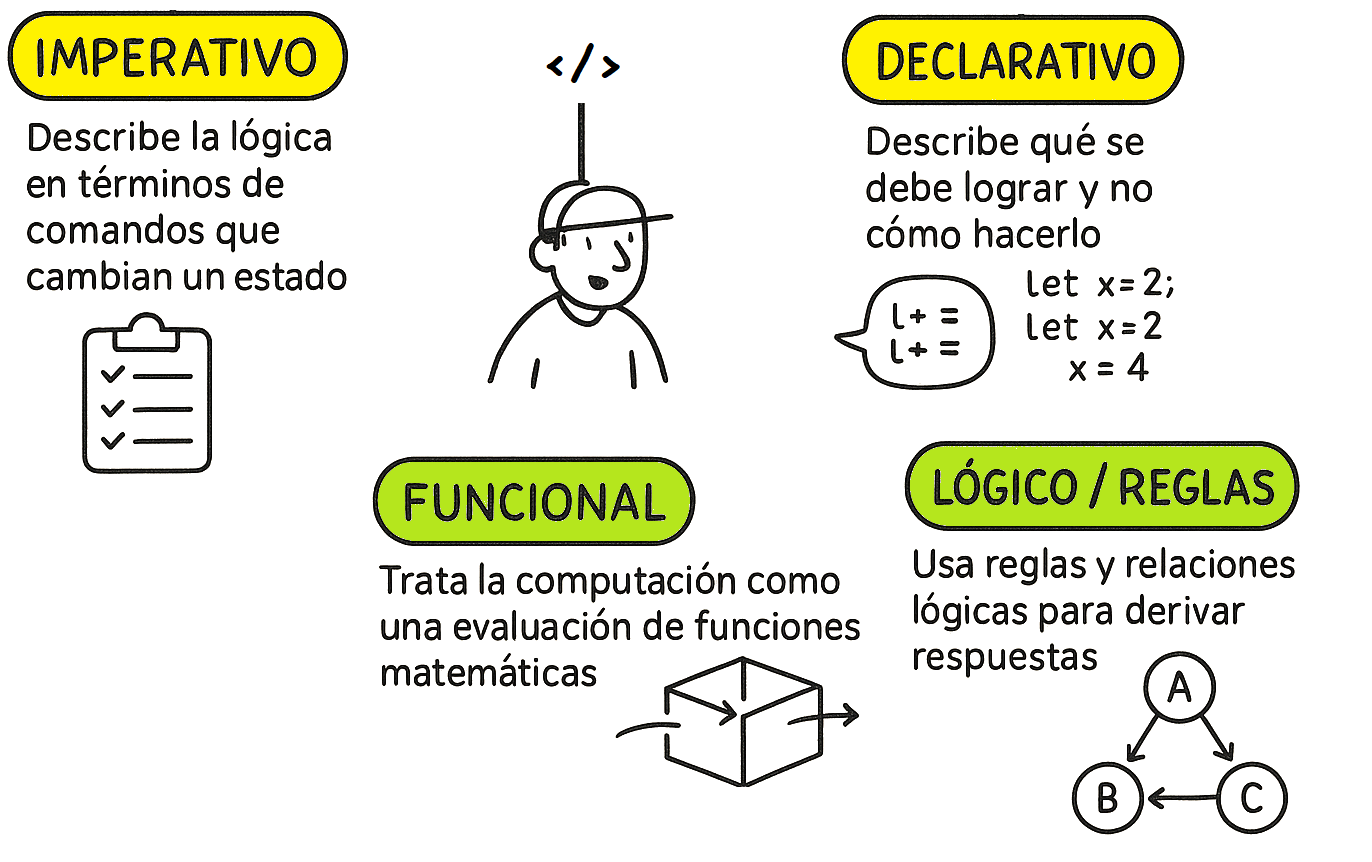 IMPERATIVO
Describe la lógica
en términos de
comandos que
cambian un estado
</>
DECLARATIVO
Describe qué se
debe lograr y no
cómo hacerlo
l+ =
l+ =
let x=2;
let x=2
x = 4
FUNCIONAL
Trata la computación como
una evaluación de funciones
matemáticas
LÓGICO / REGLAS
Usa reglas y relaciones
lógicas para derivar
respuestas
A
B
C